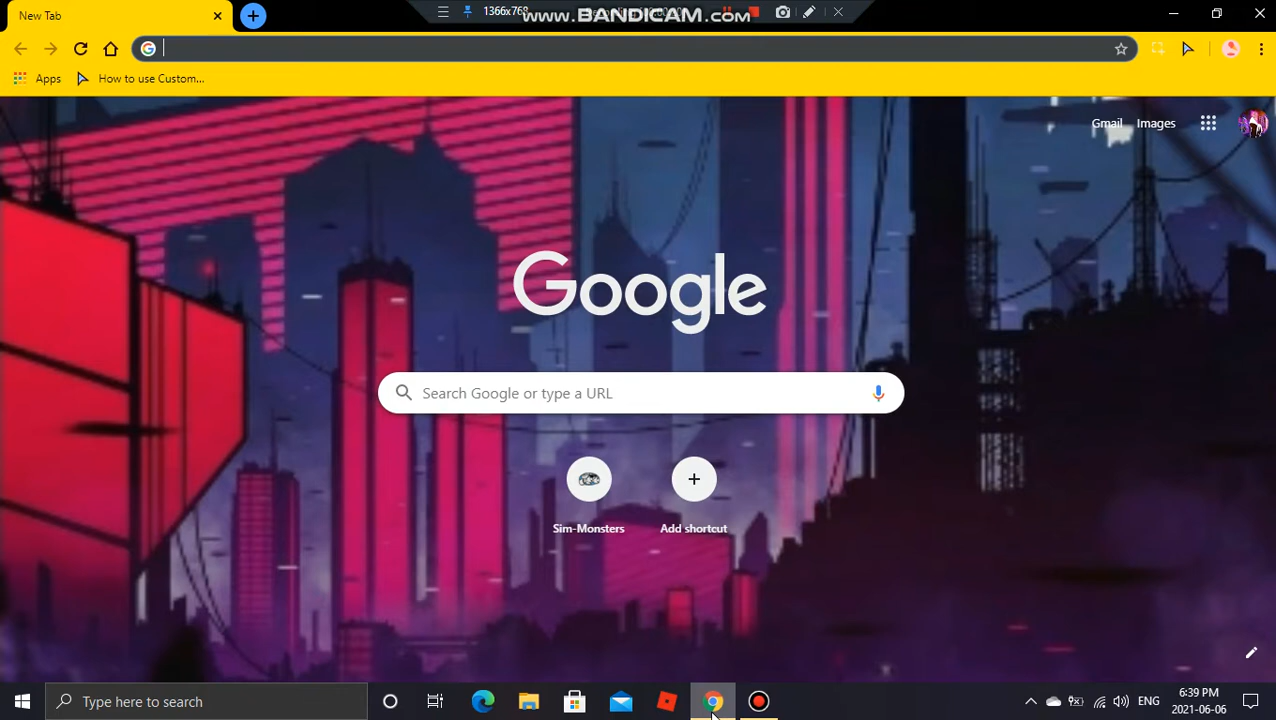 New Tab
1366x768
www.BANDICAM.com
Apps
How to use Custom...
Gmail
Images
Google
Search Google or type a URL
Sim-Monsters
Add shortcut
Type here to search
ENG
6:39 PM
2021-06-06